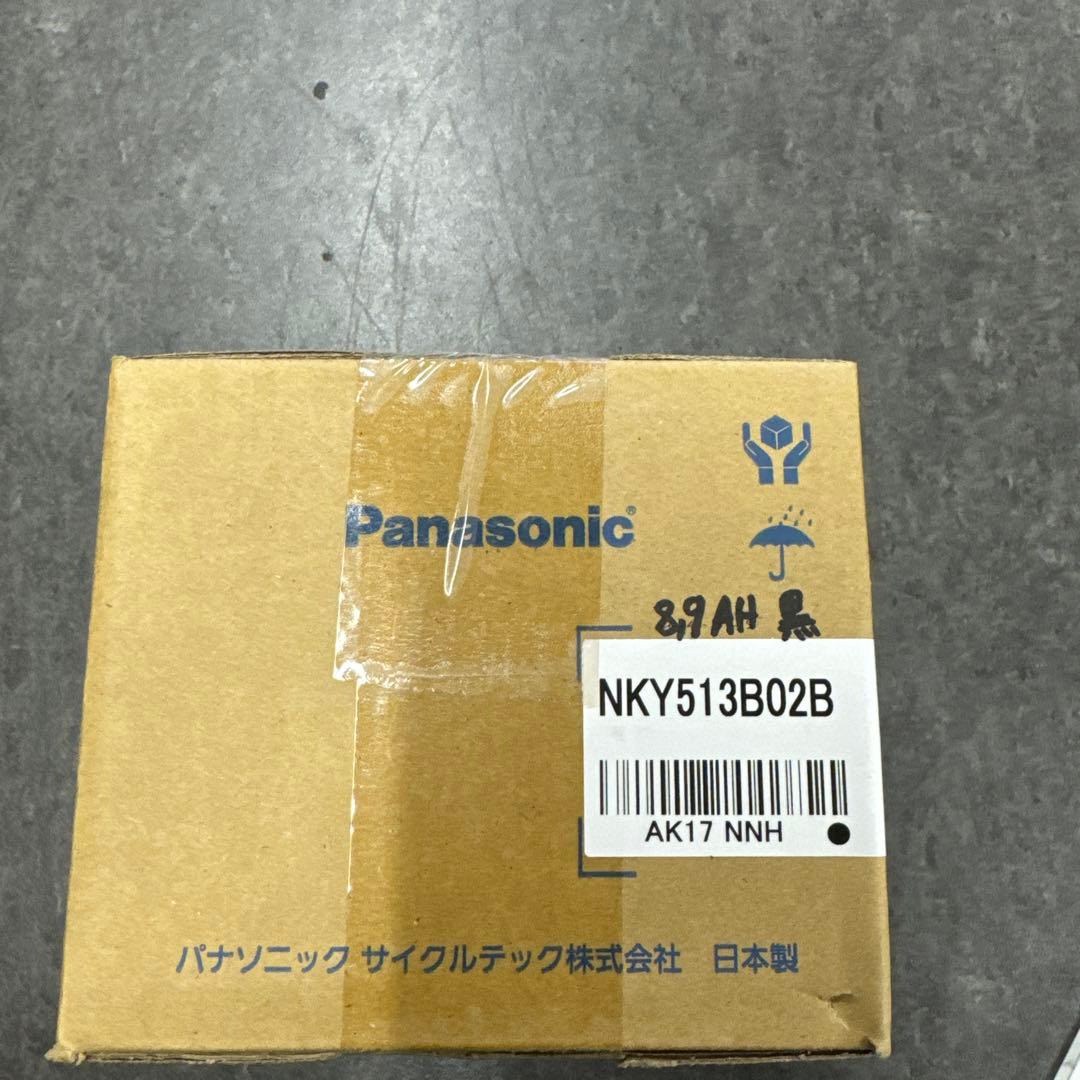 Panasonic®
8,9AH 黒
NKY513B02B
AK17 NNH
パナソニック サイクルテック株式会社 日本製